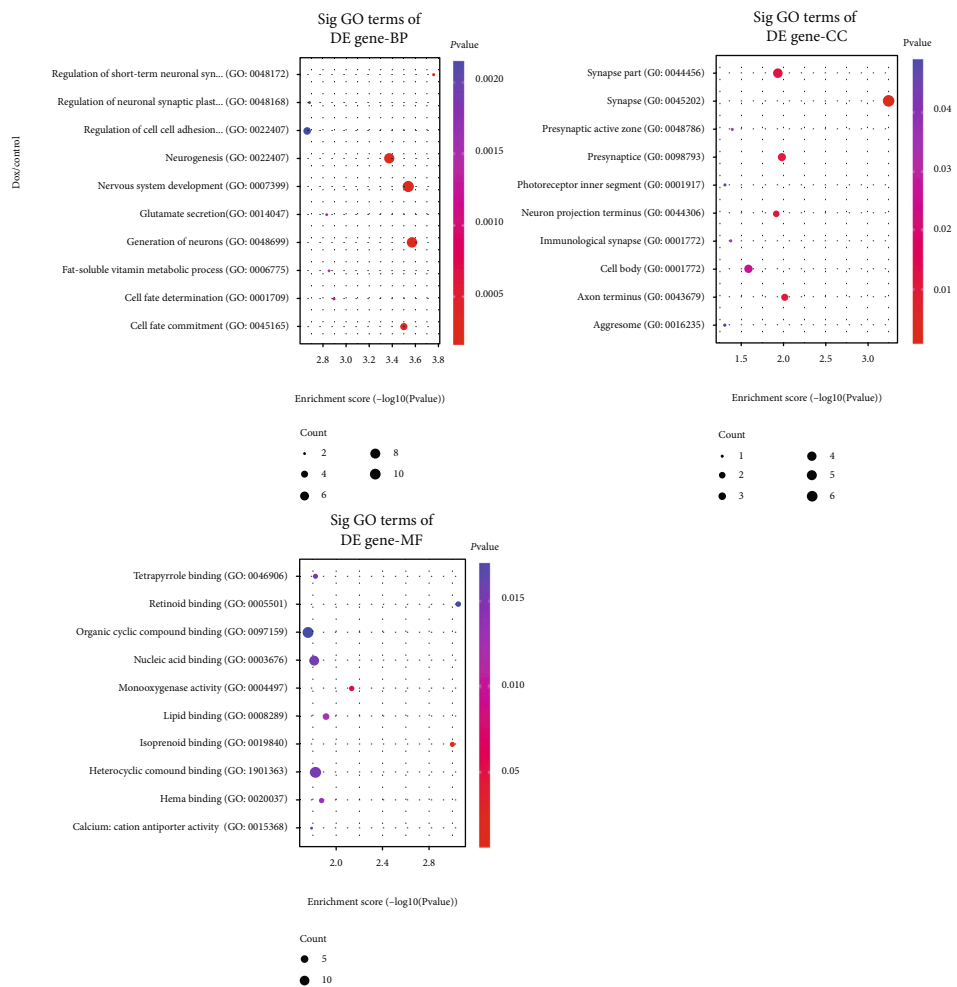 Sig GO terms of
DE gene-BP
Pvalue
Dox/control
Regulation of short-term neuronal syn... (GO: 0048172)
Regulation of neuronal synaptic plast... (GO: 0048168)
Regulation of cell cell adhesion... (GO: 0022407)
Neurogenesis (GO: 0022407)
Nervous system development (GO: 0007399)
Glutamate secretion(GO: 0014047)
Generation of neurons (GO: 0048699)
Fat-soluble vitamin metabolic process (GO: 0006775)
Cell fate determination (GO: 0001709)
Cell fate commitment (GO: 0045165)
0.0020
0.0015
0.0010
0.0005
2.8 3.0 3.2 3.4 3.6 3.8
Enrichment score (–log10(Pvalue))
Count
2 8
4 10
6
Sig GO terms of
DE gene-CC
Pvalue
Synapse part (G0: 0044456)
Synapse (G0: 0045202)
Presynaptic active zone (G0: 0048786)
Presynaptice (G0: 0098793)
Photoreceptor inner segment (G0: 0001917)
Neuron projection terminus (G0: 0044306)
Immunological synapse (G0: 0001772)
Cell body (G0: 0001772)
Axon terminus (G0: 0043679)
Aggresome (G0: 0016235)
0.04
0.03
0.02
0.01
1.5 2.0 2.5 3.0
Enrichment score (–log10(Pvalue))
Count
1 4
2 5
3 6
Sig GO terms of
DE gene-MF
Pvalue
Tetrapyrrole binding (GO: 0046906)
Retinoid binding (GO: 0005501)
Organic cyclic compound binding (GO: 0097159)
Nucleic acid binding (GO: 0003676)
Monooxygenase activity (GO: 0004497)
Lipid binding (GO: 0008289)
Isoprenoid binding (GO: 0019840)
Heterocyclic comound binding (GO: 1901363)
Hema binding (GO: 0020037)
Calcium: cation antiporter activity (GO: 0015368)
0.015
0.010
0.05
2.0 2.4 2.8
Enrichment score (–log10(Pvalue))
Count
5
10